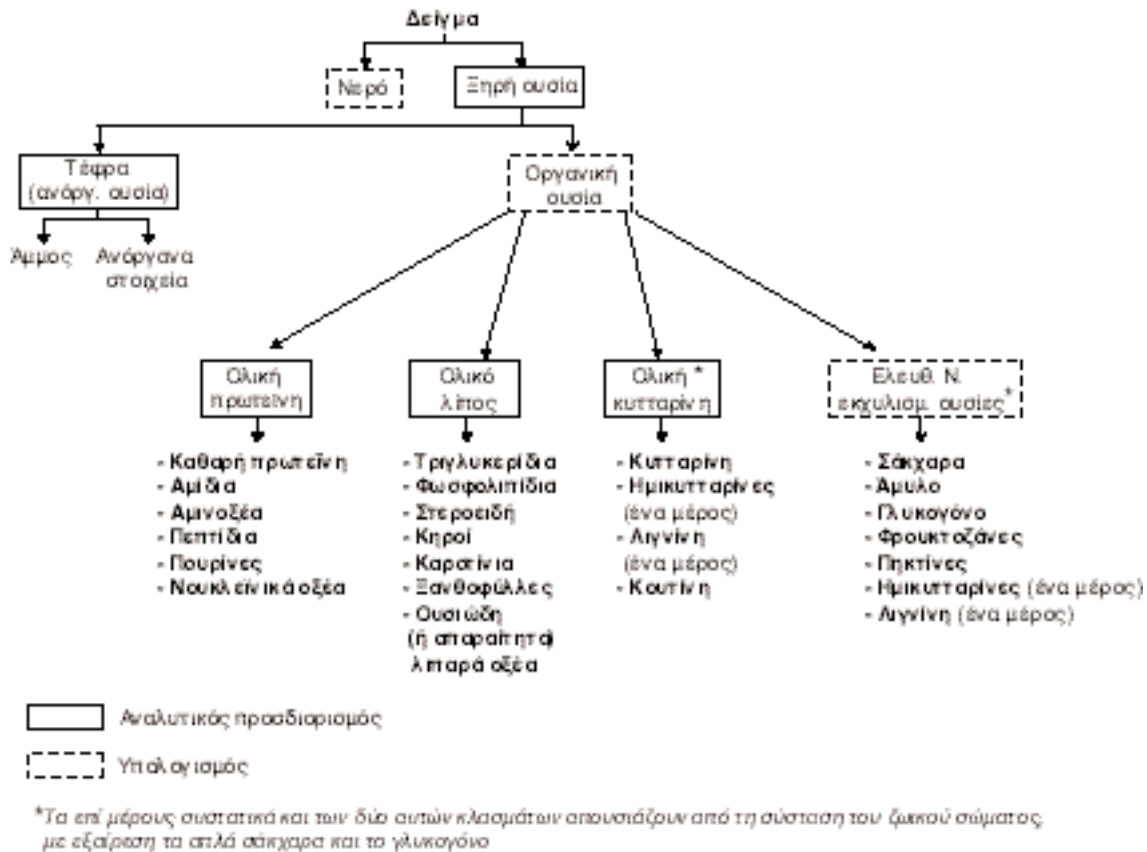 Δείγμα
Νερό
Ξηρή ουσία
Τέφρα
(ανόργ. ουσία)
Οργανική
ουσία
Άμμος
Ανόργανα
στοιχεία
Ολική
πρωτεΐνη
Ολικό
λίπος
Ολική *
κυτταρίνη
Ελευθ. Ν.
εκχυλισμ. ουσίες*
- Καθαρή πρωτεΐνη
- Αμίδια
- Αμινοξέα
- Πεπτίδια
- Πουρίνες
- Νουκλεϊνικά οξέα
- Τριγλυκερίδια
- Φωσφολιπίδια
- Στεροειδή
- Κηροί
- Καροτίνια
- Ξανθοφύλλες
- Ουσιώδη
(ή απαραίτητα)
λιπαρά οξέα
- Κυτταρίνη
- Ημικυτταρίνες
(ένα μέρος)
- Λιγνίνη
(ένα μέρος)
- Κουτίνη
- Σάκχαρα
- Άμυλο
- Γλυκογόνο
- Φρουκτοζάνες
- Πηκτίνες
- Ημικυτταρίνες (ένα μέρος)
- Λιγνίνη (ένα μέρος)
Αναλυτικός προσδιορισμός
Υπολογισμός
*Τα επί μέρους συστατικά και των δύο αυτών κλασμάτων απουσιάζουν από τη σύσταση του ζωικού σώματος,
με εξαίρεση τα απλά σάκχαρα και το γλυκογόνο